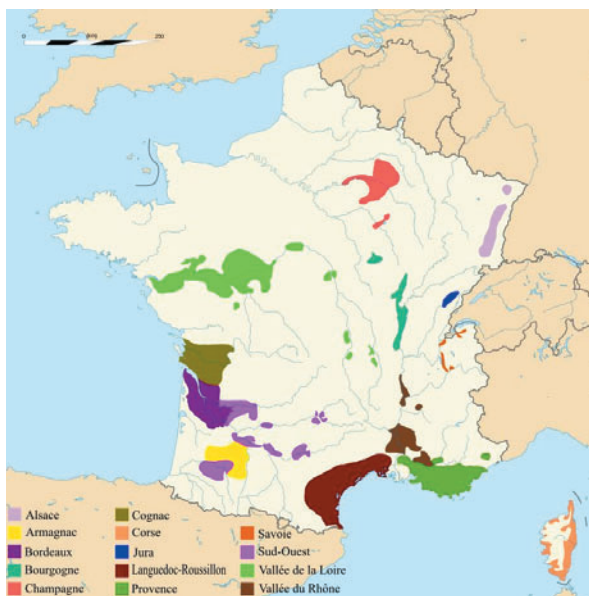 0 (km) 250
Alsace
Armagnac
Bordeaux
Bourgogne
Champagne
Cognac
Corse
Jura
Languedoc-Roussillon
Provence
Savoie
Sud-Ouest
Vallée de la Loire
Vallée du Rhône